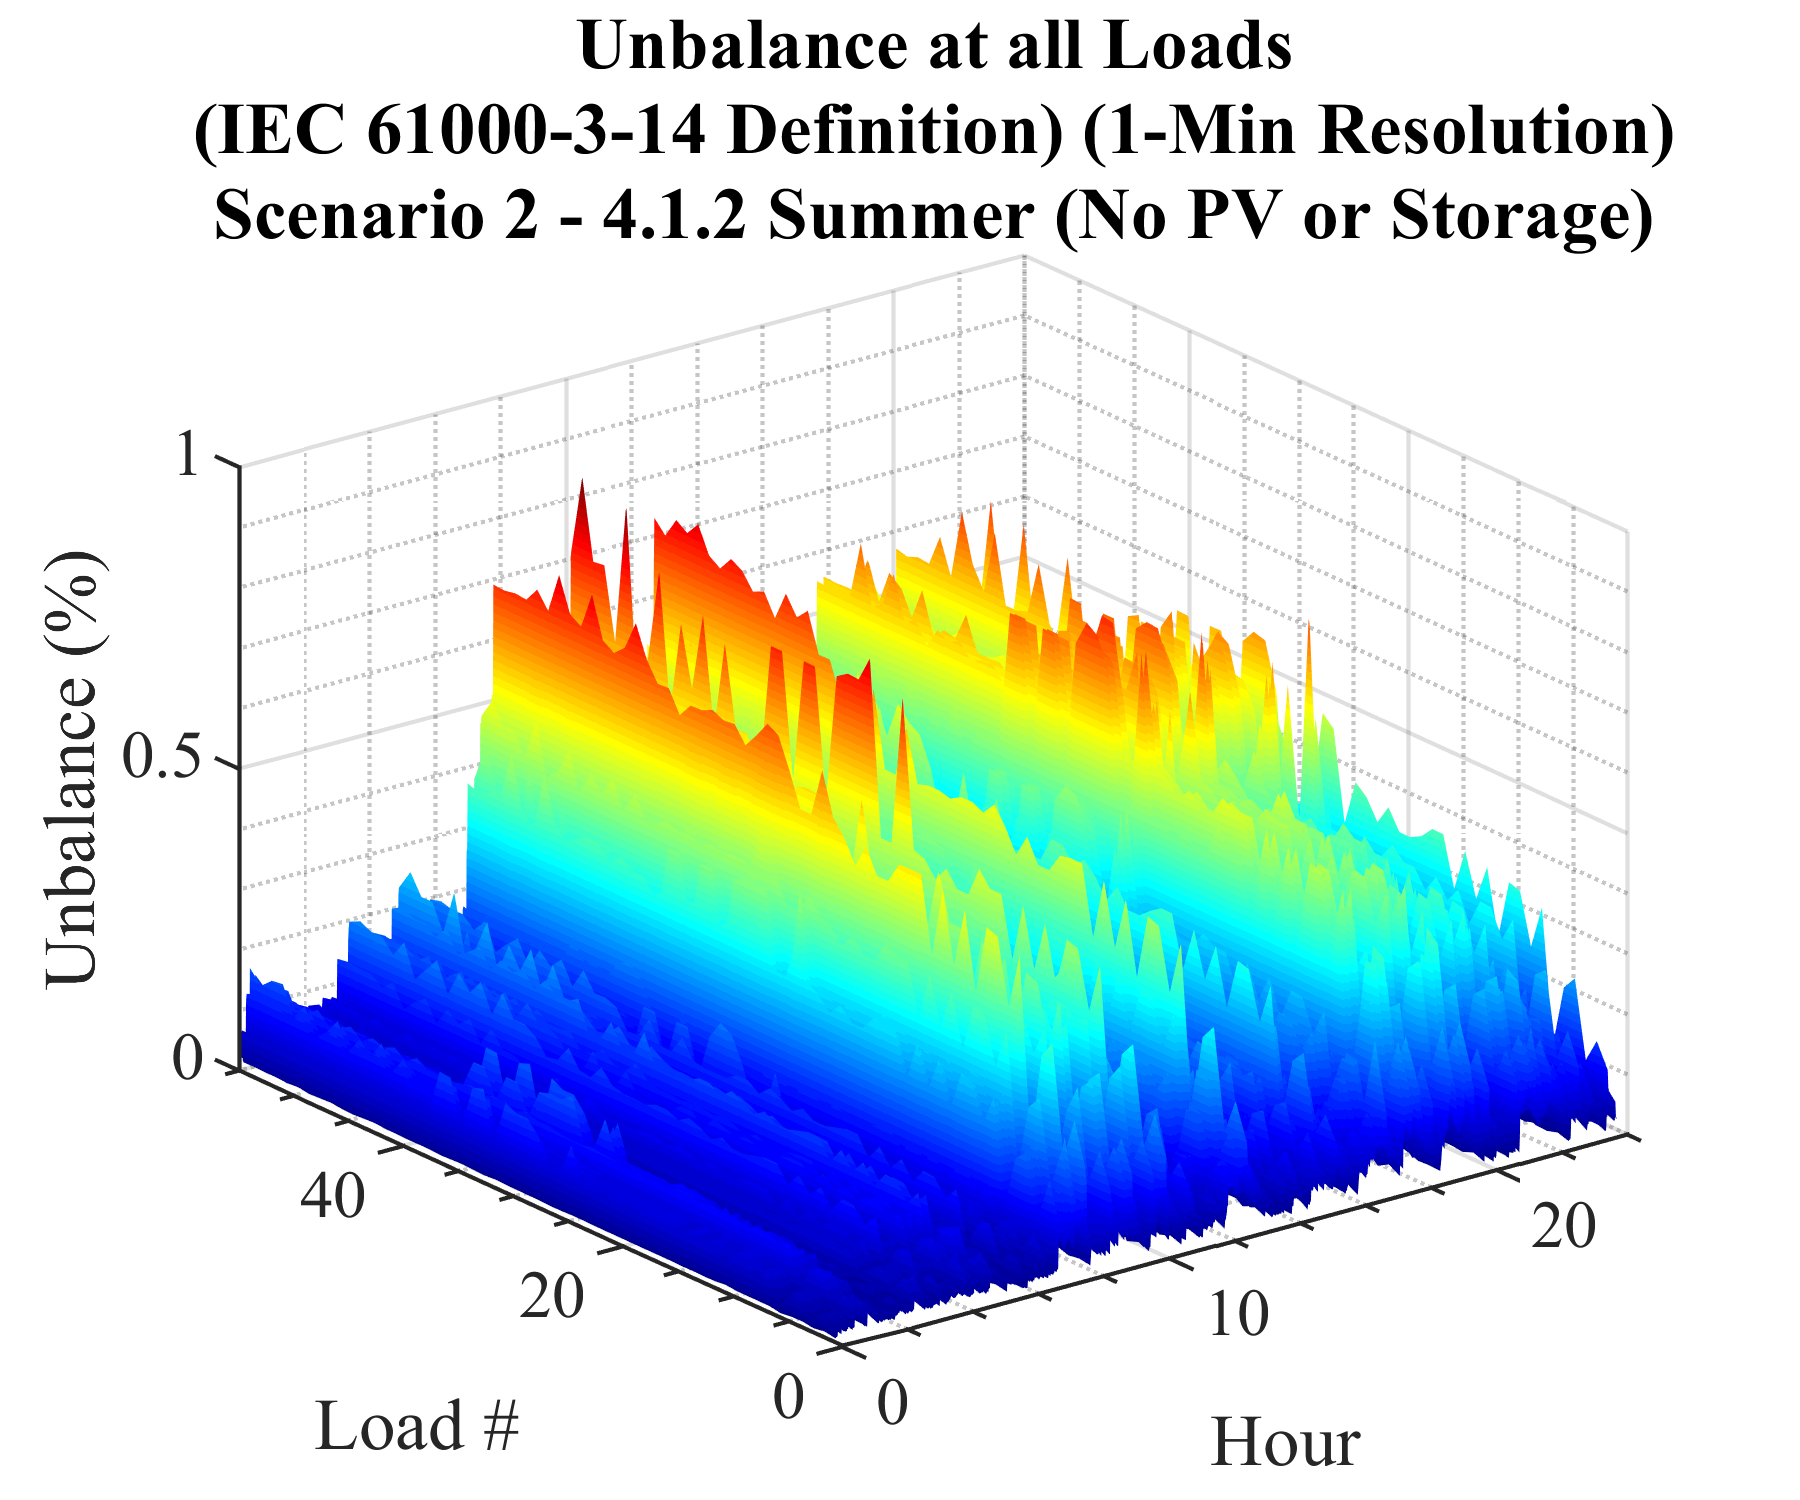 Unbalance at all Loads
(IEC 61000-3-14 Definition) (1-Min Resolution)
Scenario 2 - 4.1.2 Summer (No PV or Storage)
1
0.5
0
Unbalance (%)
40
20
0
Load #
0
10
20
Hour